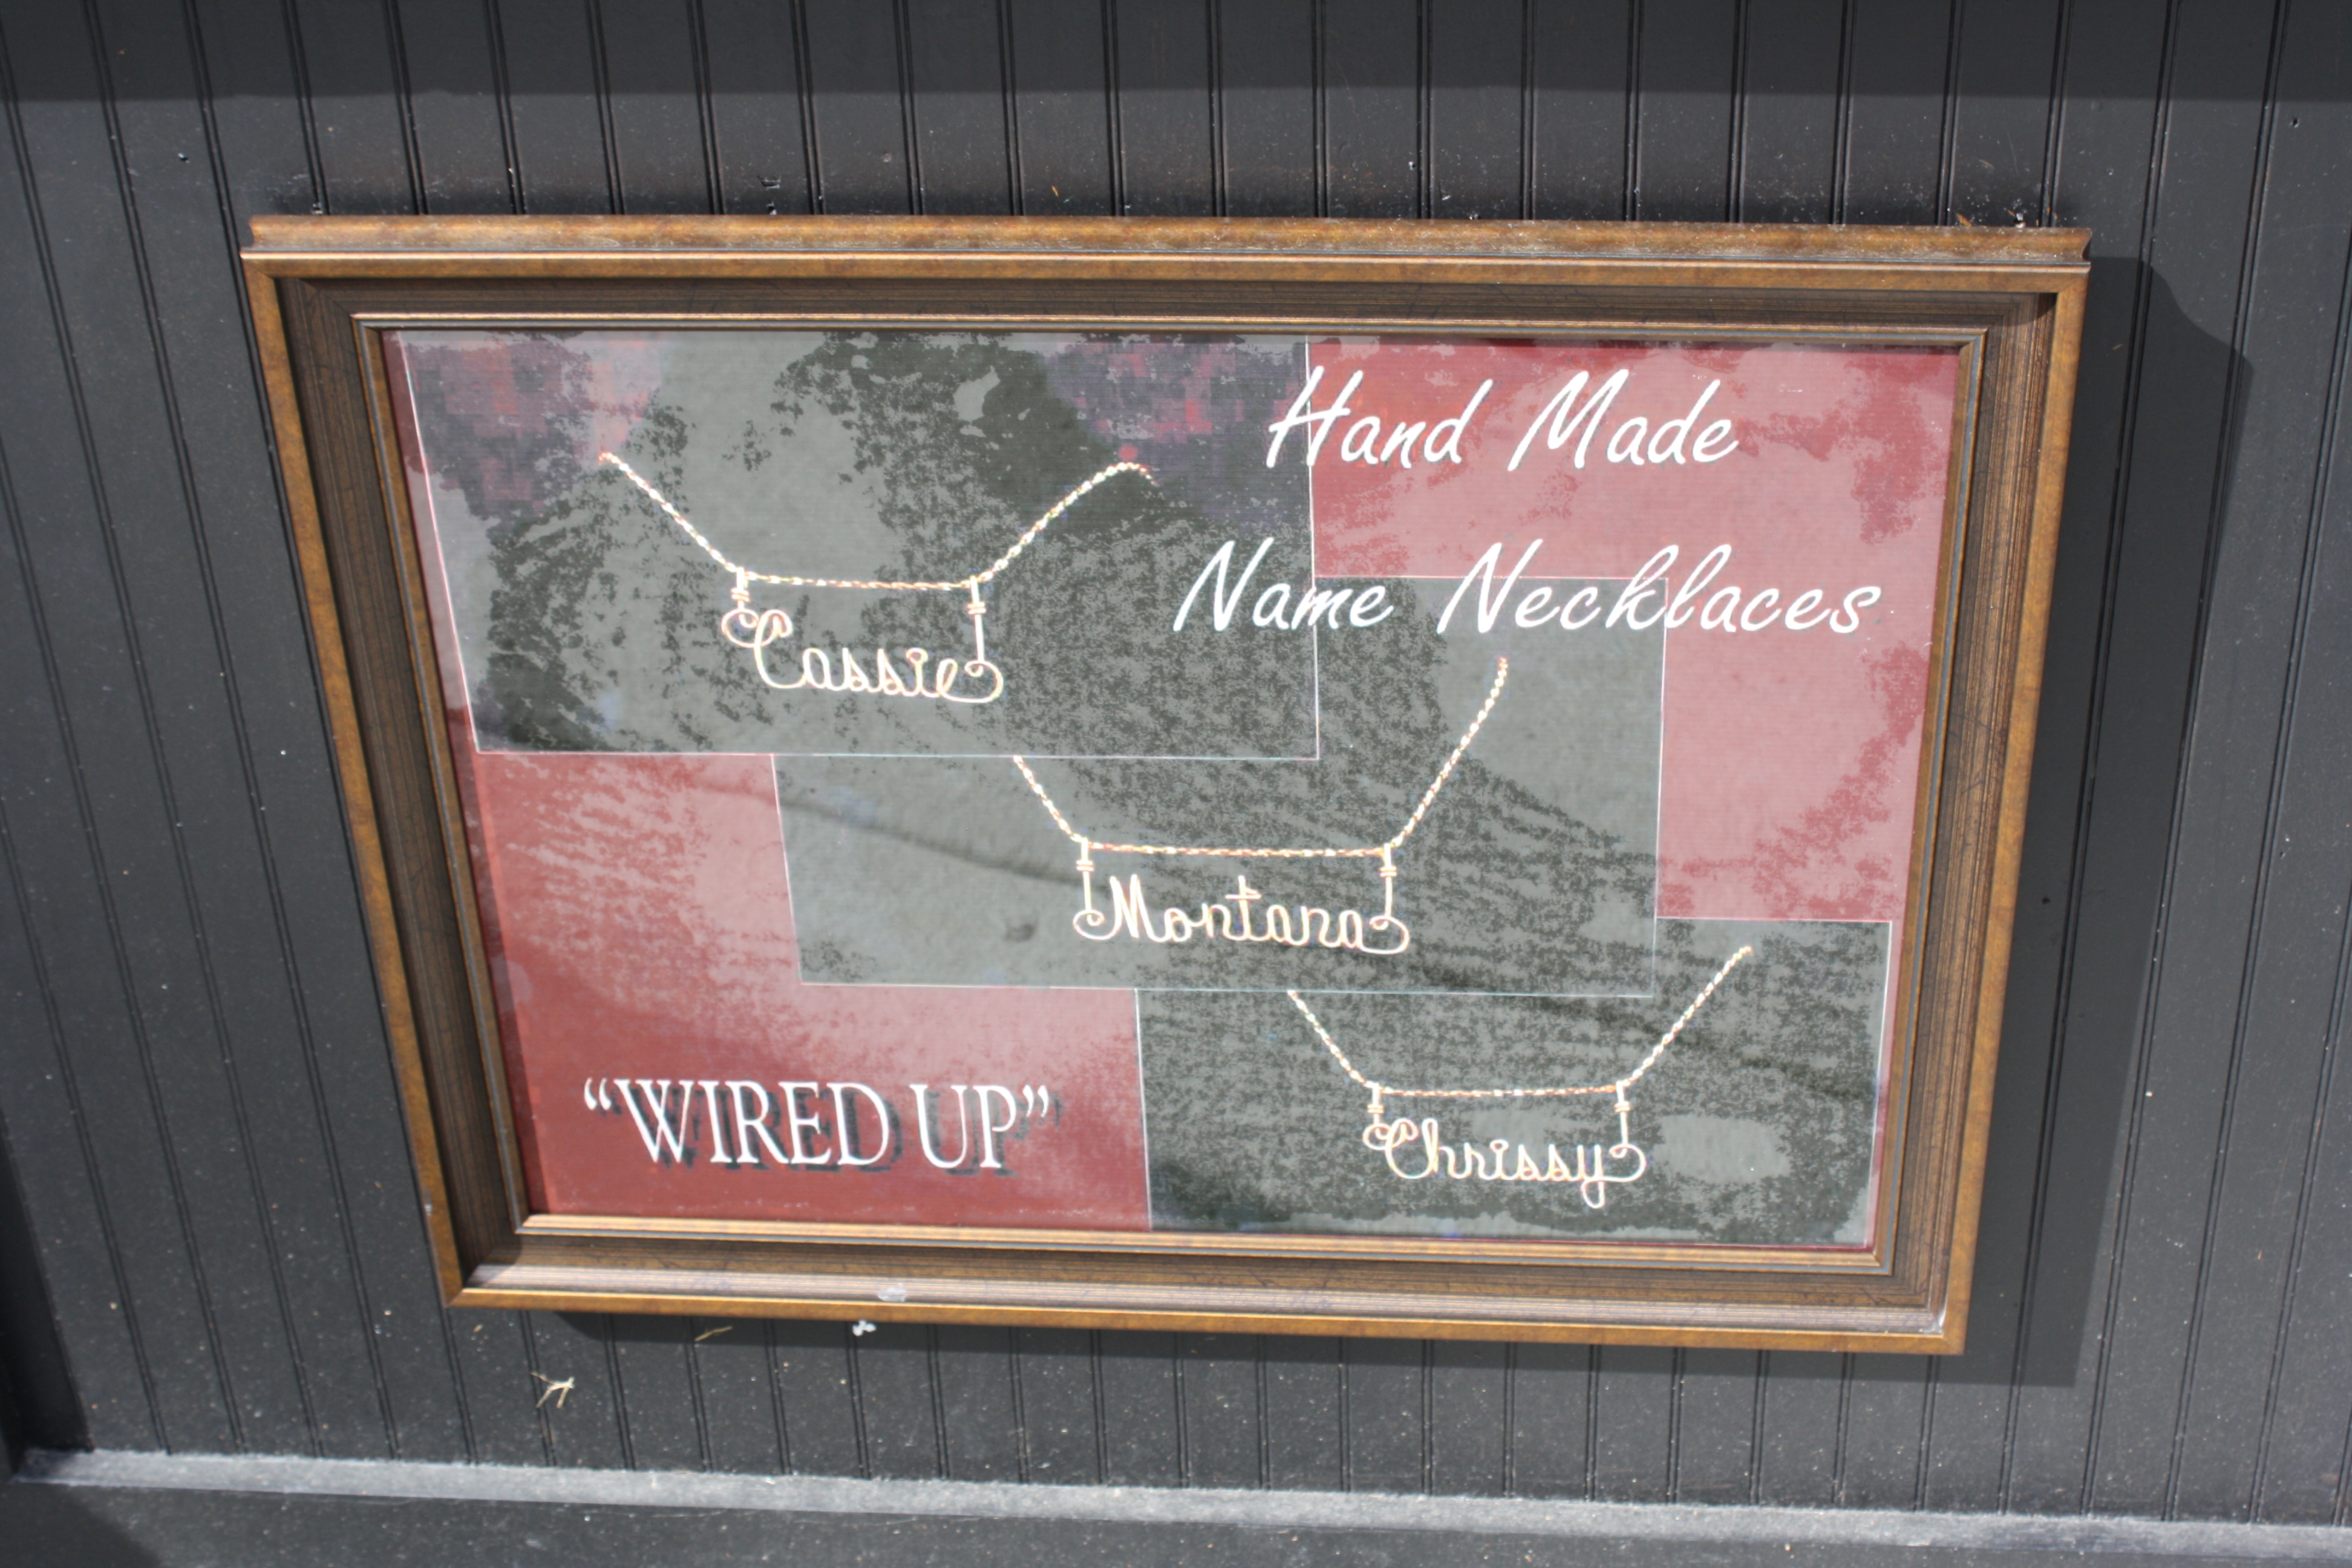 Hand Made
Name Necklaces
Cassie
Montana
Chrissy
“WIRED UP”